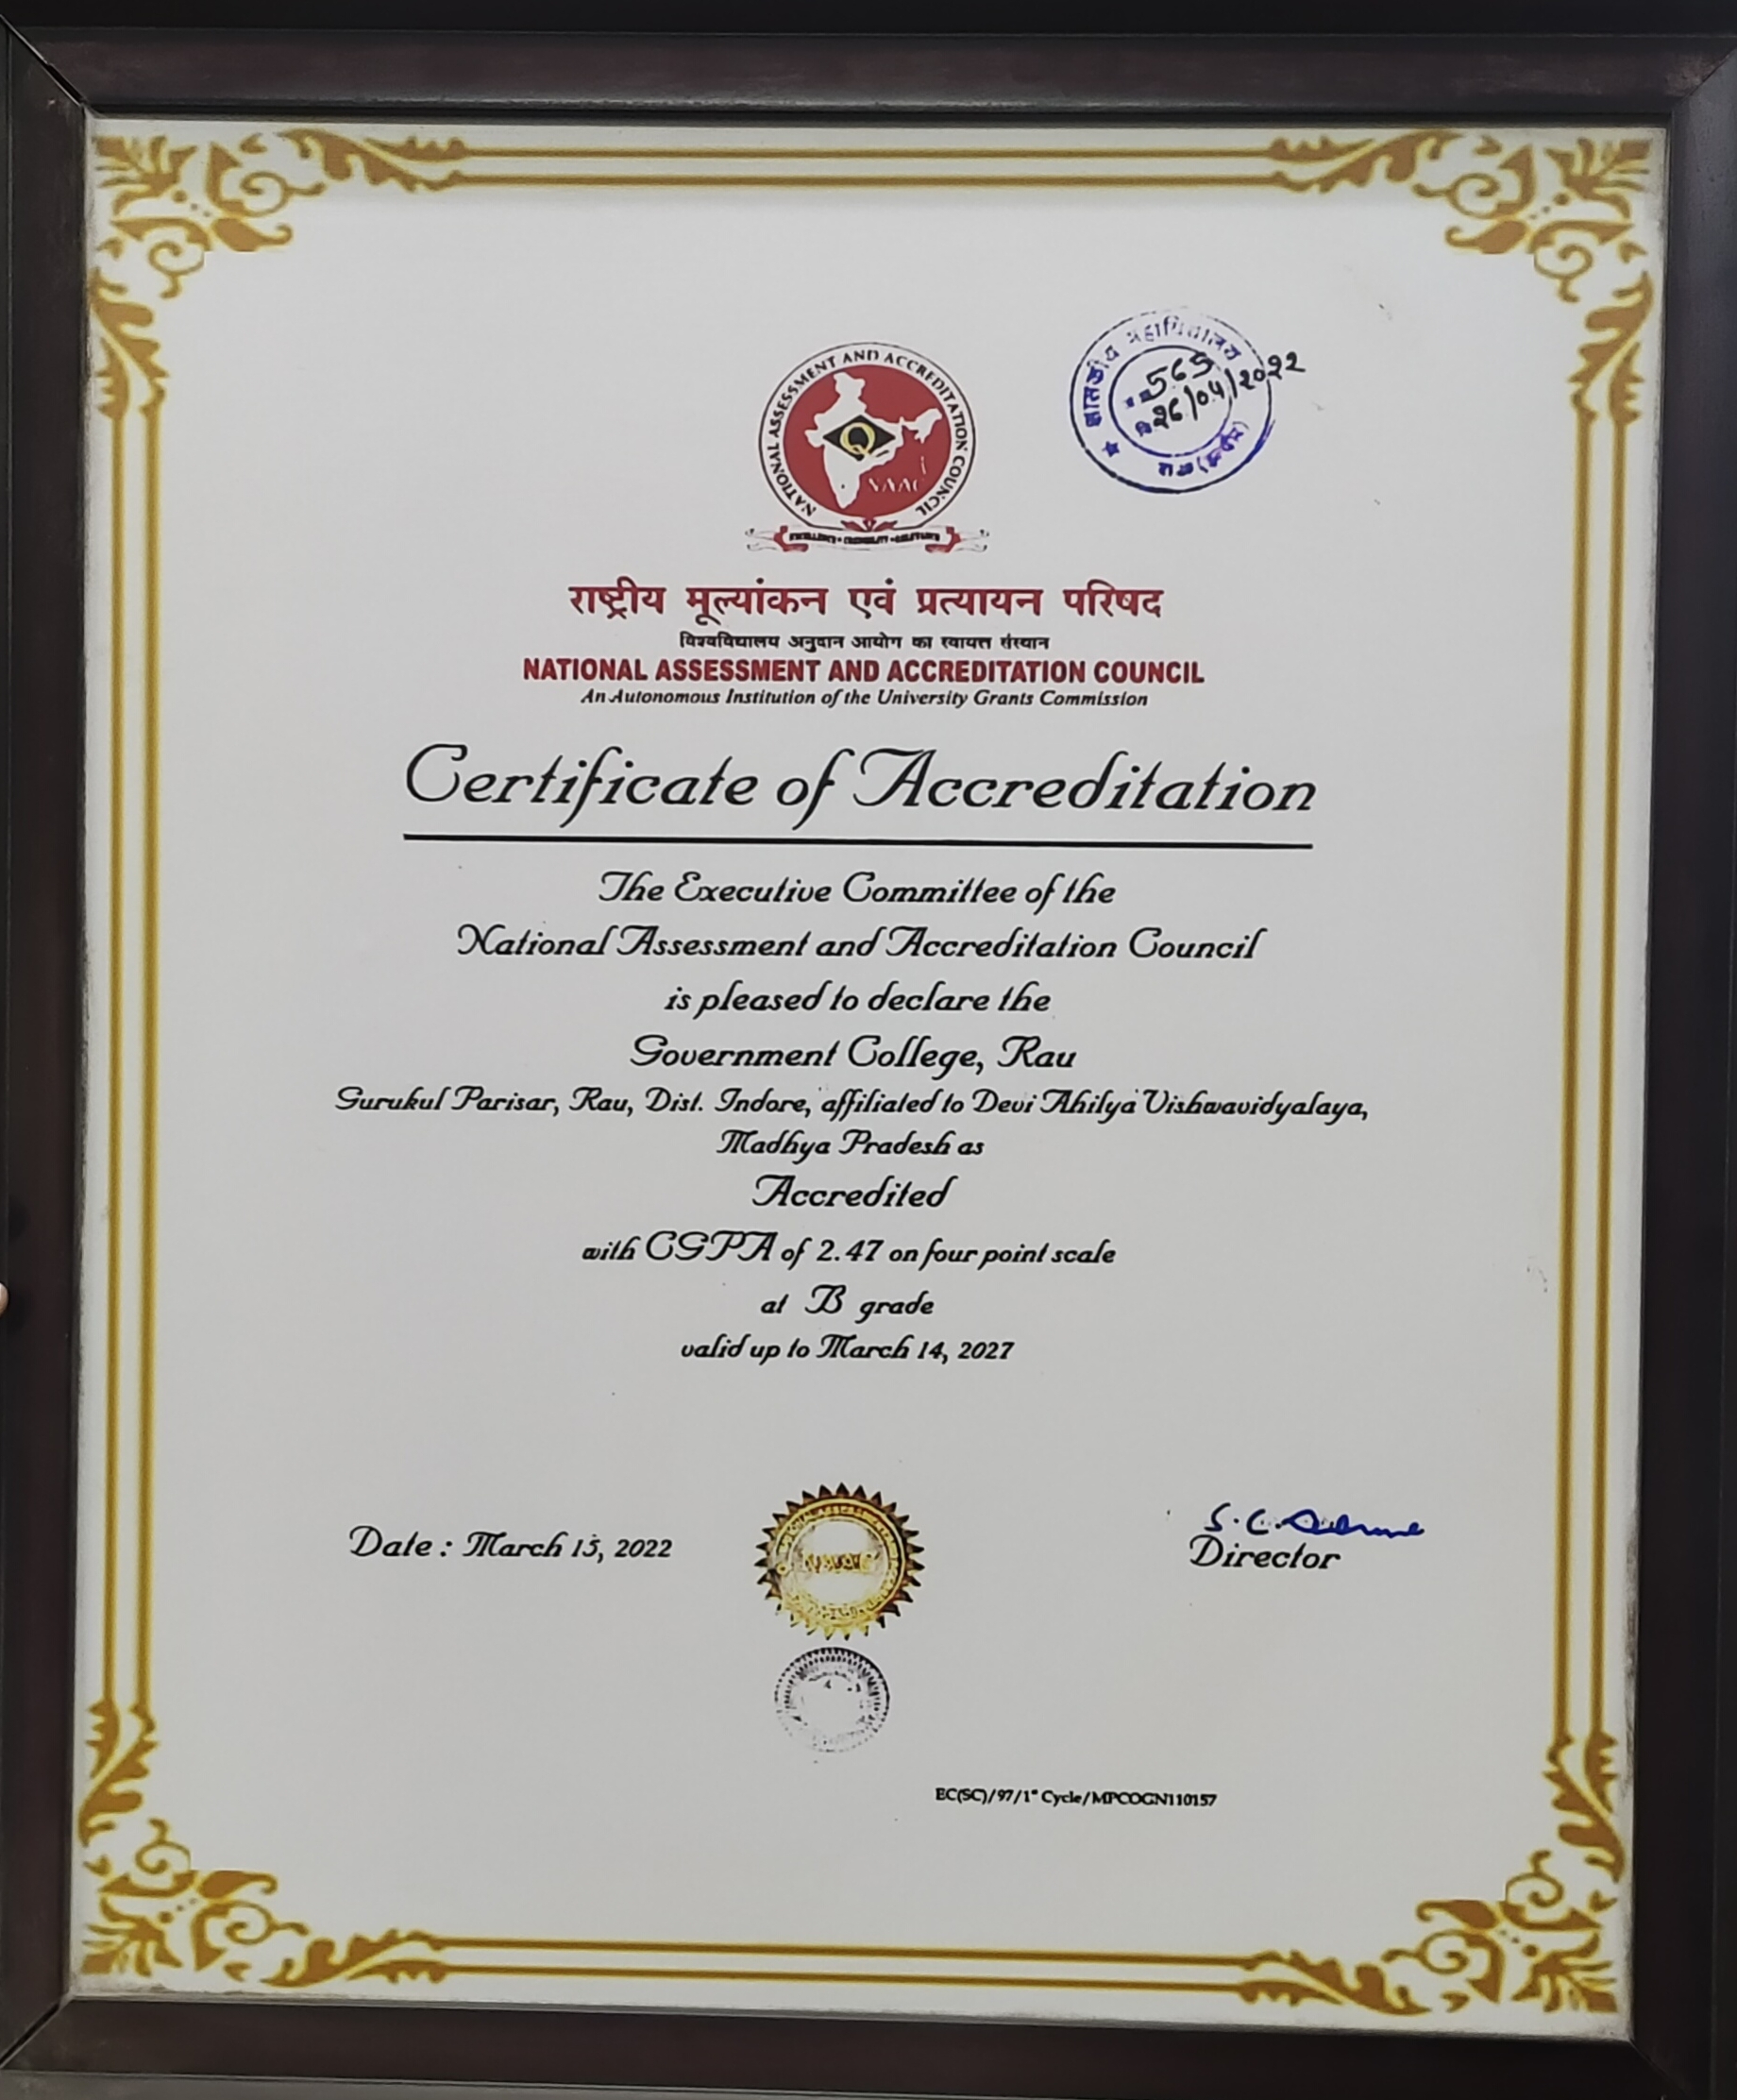 NATIONAL ASSESSMENT AND ACCREDITATION COUNCIL
NAAC
शासकीय महाविद्यालय
565
26/04/2022
राऊ (इन्दौर)
राष्ट्रीय मूल्यांकन एवं प्रत्यायन परिषद
विश्वविद्यालय अनुदान आयोग का स्वायत्त संस्थान
NATIONAL ASSESSMENT AND ACCREDITATION COUNCIL
An Autonomous Institution of the University Grants Commission
Certificate of Accreditation
The Executive Committee of the
National Assessment and Accreditation Council
is pleased to declare the
Government College, Rau
Gurukul Parisar, Rau, Dist. Indore, affiliated to Devi Ahilya Vishwavidyalaya,
Madhya Pradesh as
Accredited
with CGPA of 2.47 on four point scale
at B grade
valid up to March 14, 2027
Date : March 15, 2022
NAAC
S. C.
Director
EC(SC)/97/1st Cycle/MPCOGN110157